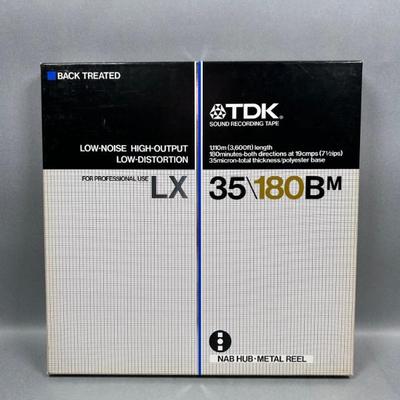 BACK TREATED
LOW-NOISE HIGH-OUTPUT
LOW-DISTORTION
FOR PROFESSIONAL USE
LX
TDK®
SOUND RECORDING TAPE
1,110m (3,600ft) length
180minutes-both directions at 19cmps (7½ips)
35micron-total thickness/polyester base
35\180BM
NAB HUB·METAL REEL